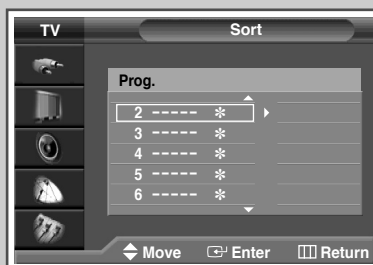 TV Sort
Prog.
2 ----- *
3 ----- *
4 ----- *
5 ----- *
6 ----- *
Move Enter Return